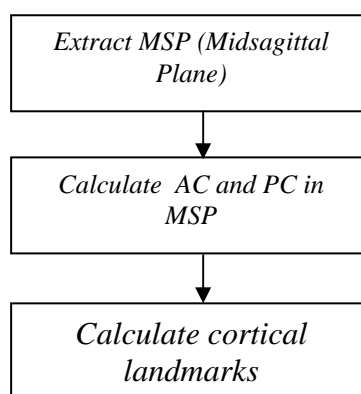 Extract MSP (Midsagittal
Plane)
Calculate AC and PC in
MSP
Calculate cortical
landmarks